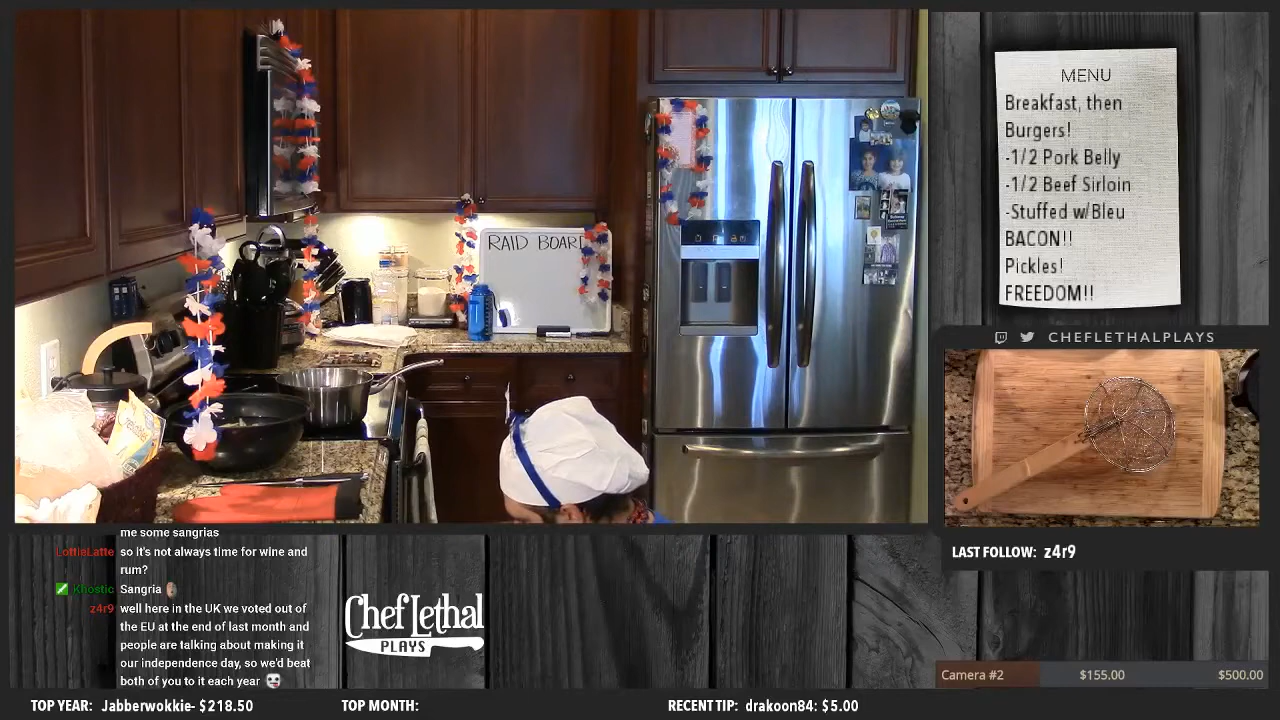 MENU
Breakfast, then
Burgers!
-1/2 Pork Belly
-1/2 Beef Sirloin
-Stuffed w/Bleu
BACON!!
Pickles!
FREEDOM!!
RAID BOARD
CHEFLETHALPLAYS
LAST FOLLOW: z4r9
me some sangrias
LottieLatte so it's not always time for wine and
rum?
Khostic Sangria
z4r9 well here in the UK we voted out of
the EU at the end of last month and
people are talking about making it
our independence day, so we'd beat
both of you to it each year
Chef Lethal
PLAYS
Camera #2 $155.00 $500.00
TOP YEAR: Jabberwokkie- $218.50 TOP MONTH: RECENT TIP: drakoon84: $5.00